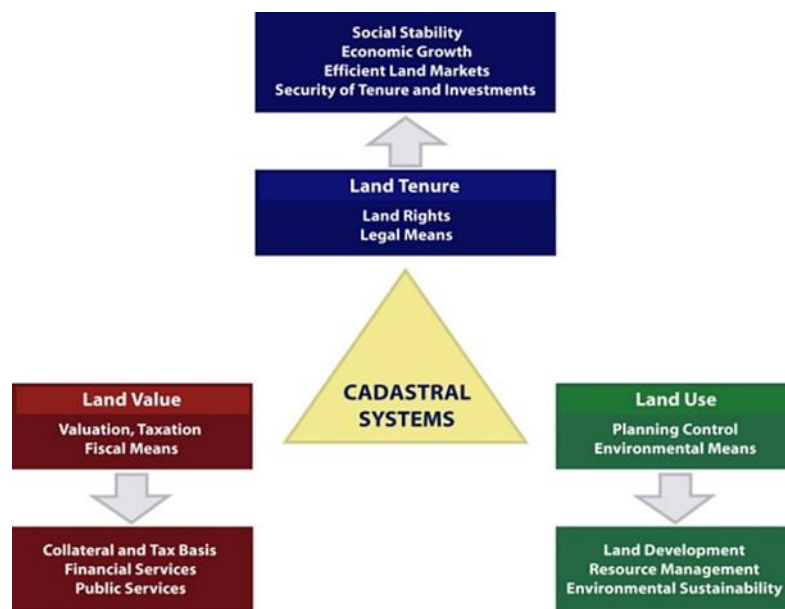 Social Stability
Economic Growth
Efficient Land Markets
Security of Tenure and Investments
Land Tenure
Land Rights
Legal Means
CADASTRAL
SYSTEMS
Land Value
Valuation, Taxation
Fiscal Means
Land Use
Planning Control
Environmental Means
Collateral and Tax Basis
Financial Services
Public Services
Land Development
Resource Management
Environmental Sustainability